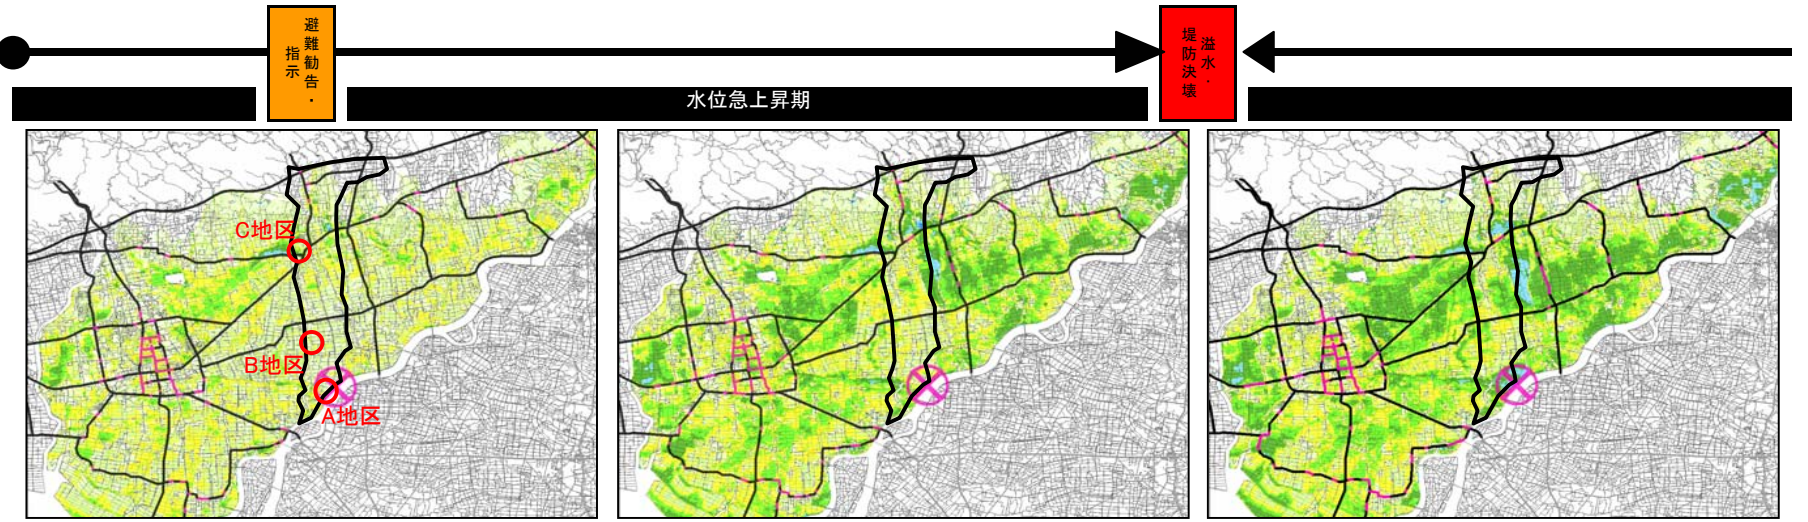 避難勧告・
指示
溢水・
堤防決壊
水位急上昇期
C地区
B地区
A地区